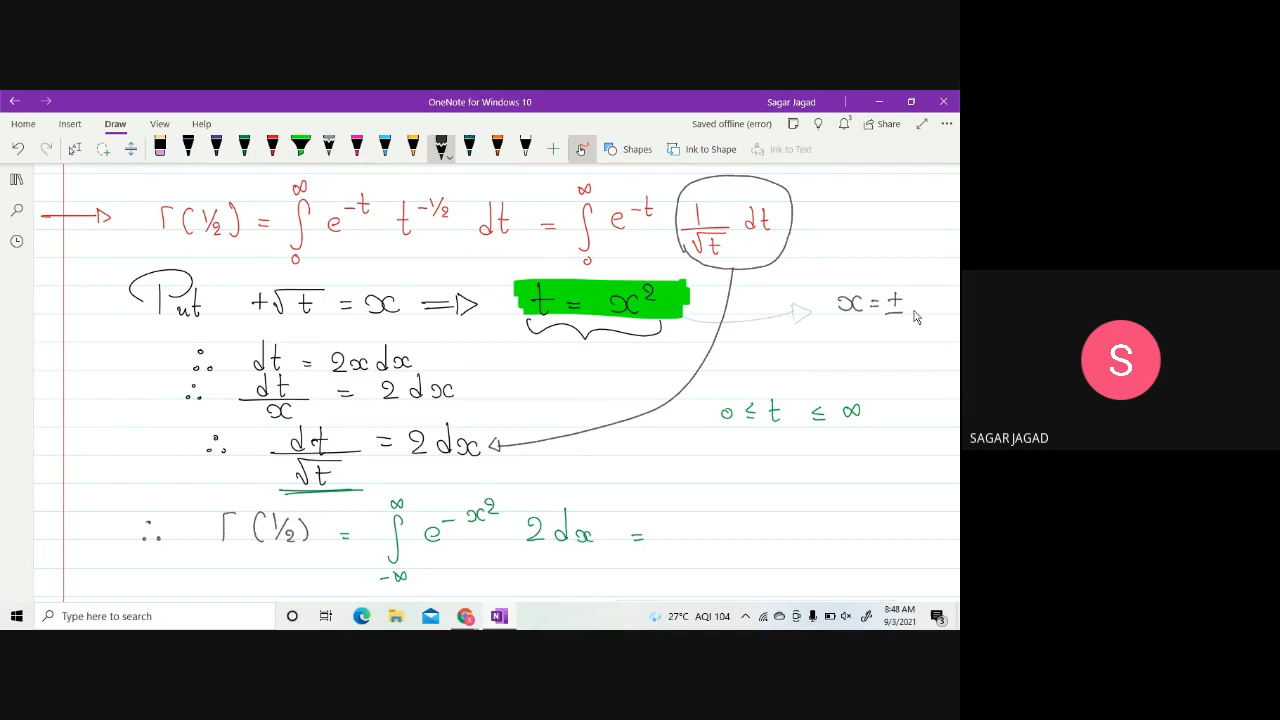 OneNote for Windows 10
Sagar Jagad
Home Insert Draw View Help
Saved offline (error)
Share
Shapes
Ink to Shape
Ink to Text
Γ(1/2) = ∫₀^∞ e^{-t} t^{-1/2} dt = ∫₀^∞ e^{-t} 1/√t dt
Put +√t = x ⟹ t = x²
x = ±
∴ dt = 2x dx
∴ dt/x = 2 dx
0 ≤ t ≤ ∞
∴ dt/√t = 2 dx
∴ Γ(1/2) = ∫_{-∞}^∞ e^{-x²} 2 dx =
S
SAGAR JAGAD
Type here to search
27°C AQI 104
8:48 AM
9/3/2021
3